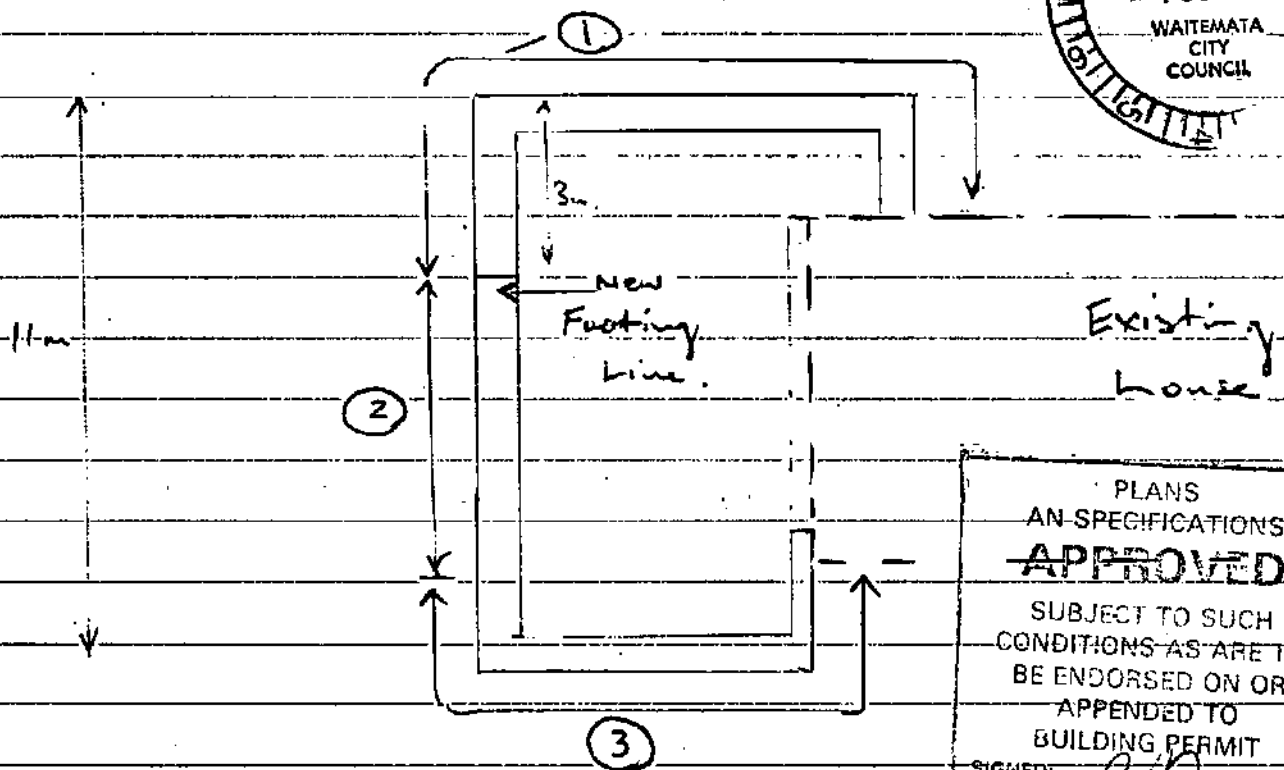 1
WAITEMATA
CITY
COUNCIL
3m
11m
New
Footing
Line.
Existing
house
2
PLANS
AN SPECIFICATIONS
APPROVED
SUBJECT TO SUCH
CONDITIONS AS ARE T
BE ENDORSED ON OR
APPENDED TO
BUILDING PERMIT
SIGNED:
3